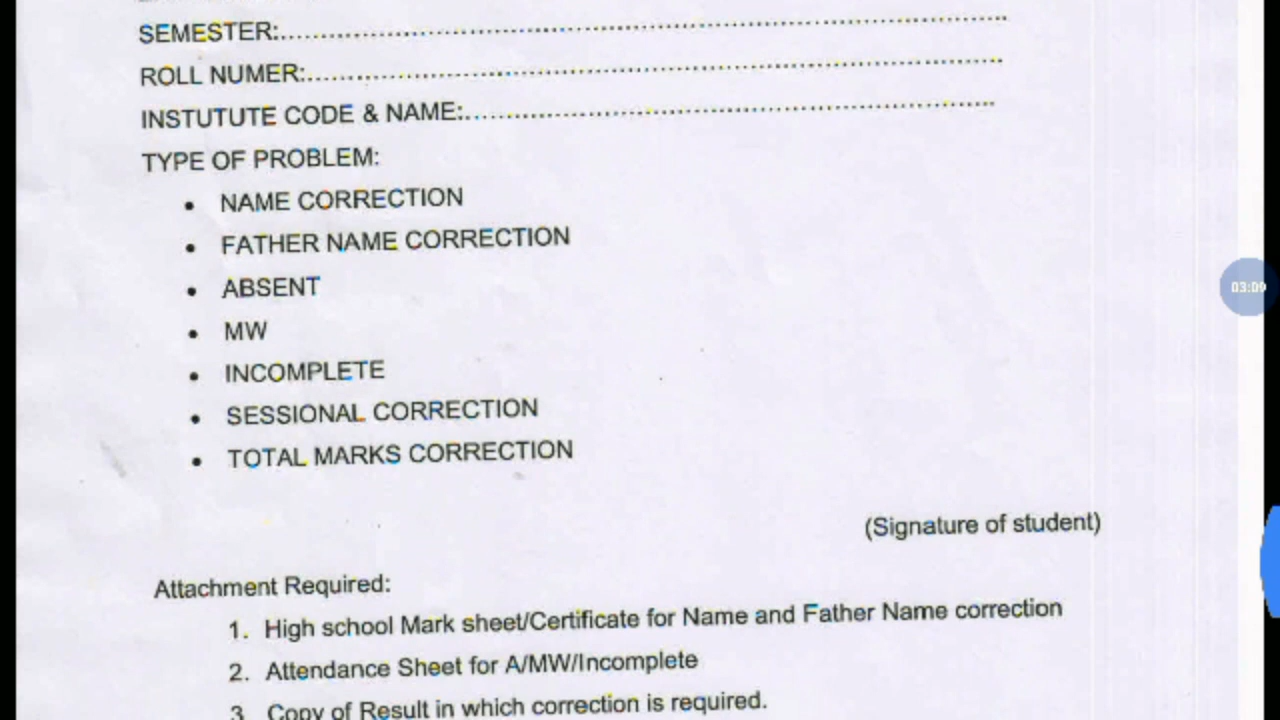 SEMESTER:................................................................
ROLL NUMER:................................................................
INSTUTUTE CODE & NAME:................................................................
TYPE OF PROBLEM:
• NAME CORRECTION
• FATHER NAME CORRECTION
• ABSENT
• MW
• INCOMPLETE
• SESSIONAL CORRECTION
• TOTAL MARKS CORRECTION
03:09
(Signature of student)
Attachment Required:
1. High school Mark sheet/Certificate for Name and Father Name correction
2. Attendance Sheet for A/MW/Incomplete
3. Copy of Result in which correction is required.